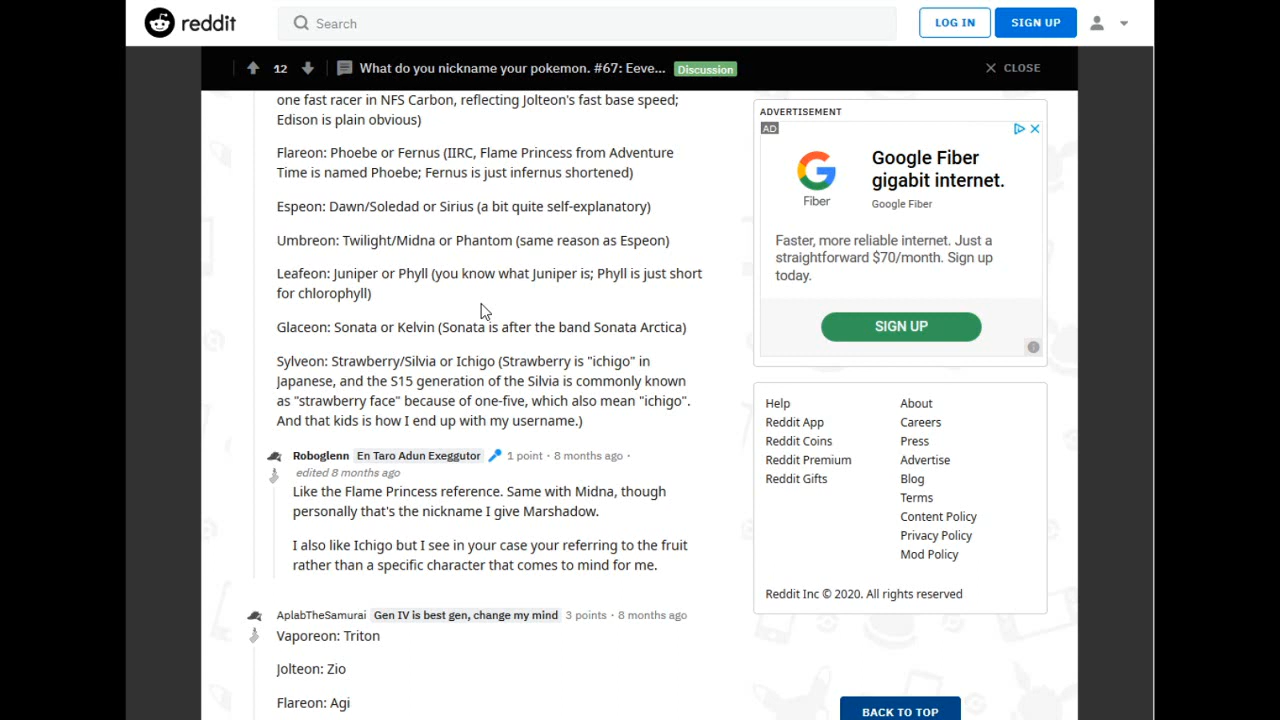 reddit
Search
LOG IN
SIGN UP
12
What do you nickname your pokemon. #67: Eeve...
Discussion
CLOSE
one fast racer in NFS Carbon, reflecting Jolteon's fast base speed;
Edison is plain obvious)
Flareon: Phoebe or Fernus (IIRC, Flame Princess from Adventure
Time is named Phoebe; Fernus is just infernus shortened)
Espeon: Dawn/Soledad or Sirius (a bit quite self-explanatory)
Umbreon: Twilight/Midna or Phantom (same reason as Espeon)
Leafeon: Juniper or Phyll (you know what Juniper is; Phyll is just short
for chlorophyll)
Glaceon: Sonata or Kelvin (Sonata is after the band Sonata Arctica)
Sylveon: Strawberry/Silvia or Ichigo (Strawberry is "ichigo" in
Japanese, and the S15 generation of the Silvia is commonly known
as "strawberry face" because of one-five, which also mean "ichigo".
And that kids is how I end up with my username.)
Roboglenn En Taro Adun Exeggutor 1 point · 8 months ago ·
edited 8 months ago
Like the Flame Princess reference. Same with Midna, though
personally that's the nickname I give Marshadow.
I also like Ichigo but I see in your case your referring to the fruit
rather than a specific character that comes to mind for me.
AplabTheSamurai Gen IV is best gen, change my mind 3 points · 8 months ago
Vaporeon: Triton
Jolteon: Zio
Flareon: Agi
ADVERTISEMENT
AD
Google Fiber
gigabit internet.
Fiber
Google Fiber
Faster, more reliable internet. Just a
straightforward $70/month. Sign up
today.
SIGN UP
Help
Reddit App
Reddit Coins
Reddit Premium
Reddit Gifts
About
Careers
Press
Advertise
Blog
Terms
Content Policy
Privacy Policy
Mod Policy
Reddit Inc © 2020. All rights reserved
BACK TO TOP